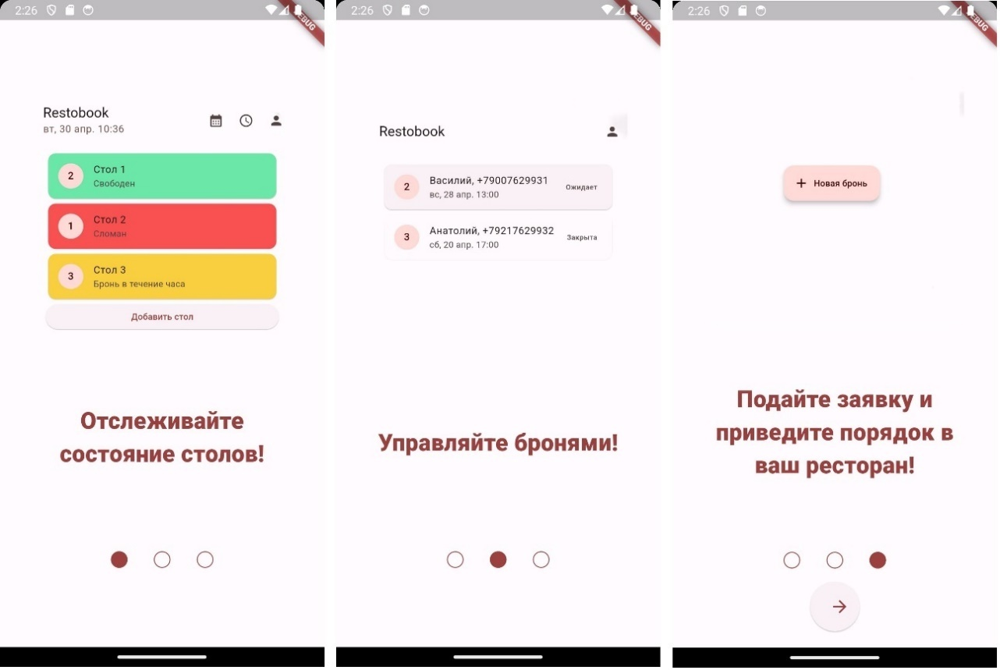 2:26
DEBUG
Restobook
вт, 30 апр. 10:36
2
Стол 1
Свободен
1
Стол 2
Сломан
3
Стол 3
Бронь в течение часа
Добавить стол
Отслеживайте
состояние столов!
2:26
DEBUG
Restobook
2
Василий, +79007629931
вс, 28 апр. 13:00
Ожидает
3
Анатолий, +79217629932
сб, 20 апр. 17:00
Закрыта
Управляйте бронями!
2:26
DEBUG
+ Новая бронь
Подайте заявку и
приведите порядок в
ваш ресторан!